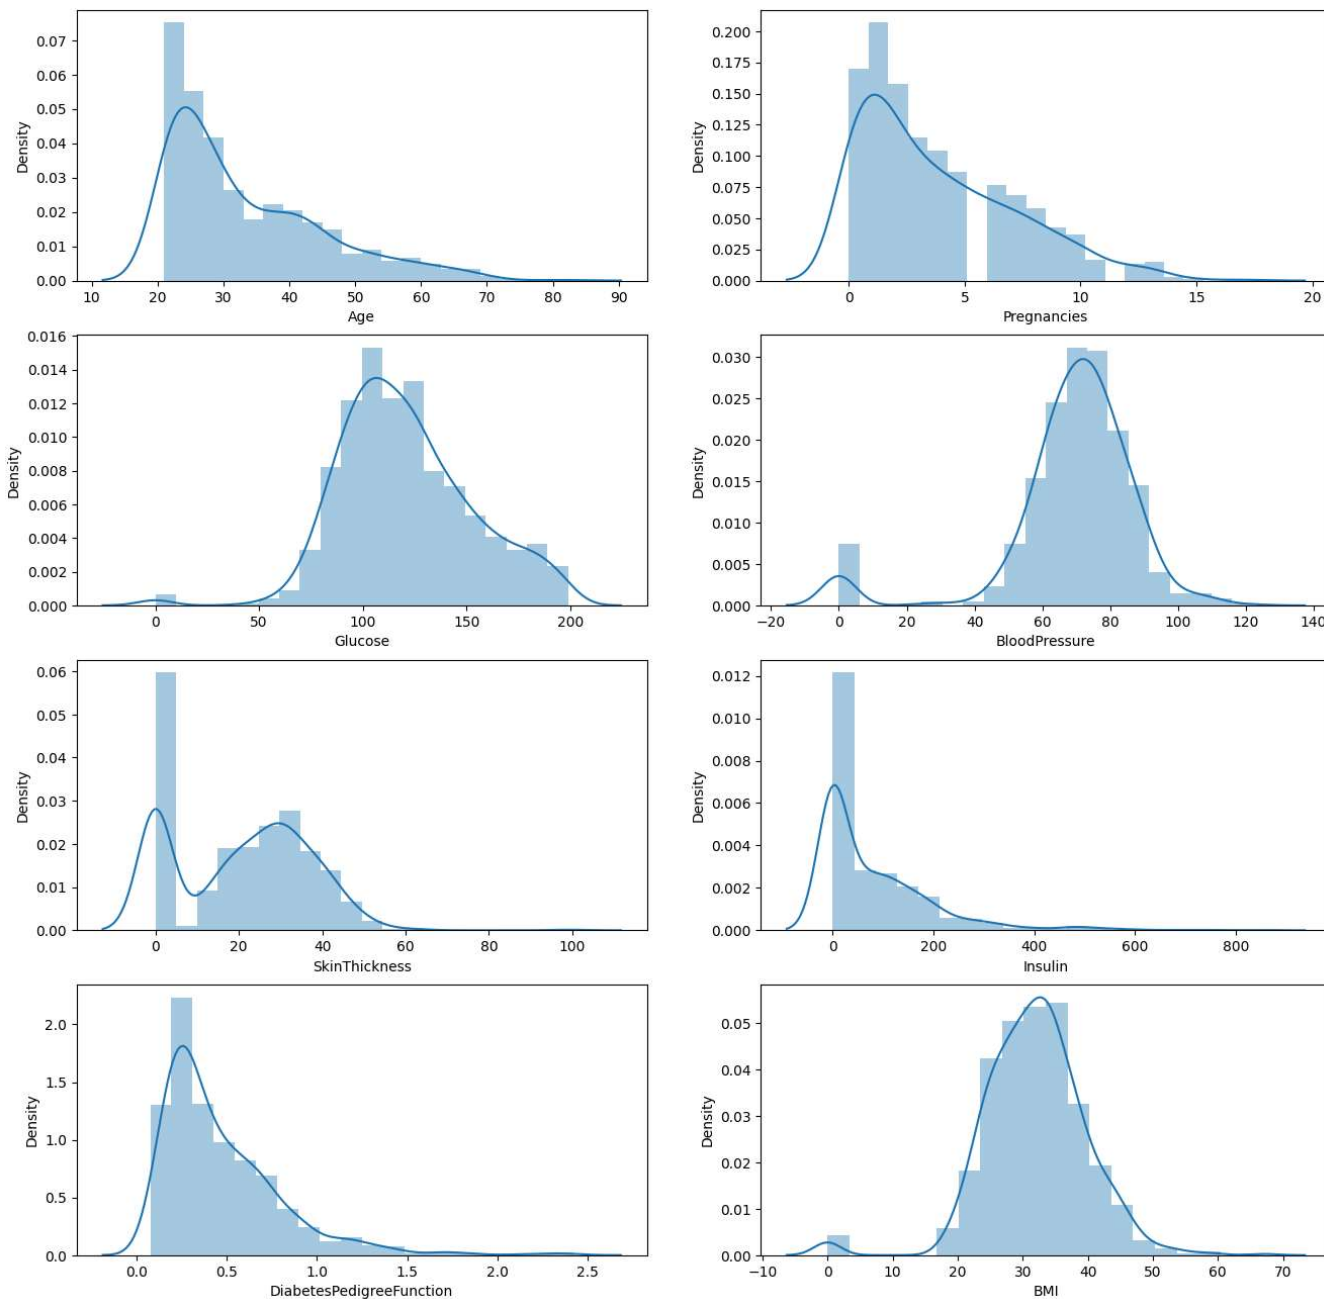 0.07
0.06
0.05
0.04
0.03
0.02
0.01
0.00
Density
10 20 30 40 50 60 70 80 90
Age
0.200
0.175
0.150
0.125
0.100
0.075
0.050
0.025
0.000
Density
0 5 10 15 20
Pregnancies
0.016
0.014
0.012
0.010
0.008
0.006
0.004
0.002
0.000
Density
0 50 100 150 200
Glucose
0.030
0.025
0.020
0.015
0.010
0.005
0.000
Density
−20 0 20 40 60 80 100 120 140
BloodPressure
0.06
0.05
0.04
0.03
0.02
0.01
0.00
Density
0 20 40 60 80 100
SkinThickness
0.012
0.010
0.008
0.006
0.004
0.002
0.000
Density
0 200 400 600 800
Insulin
2.0
1.5
1.0
0.5
0.0
Density
0.0 0.5 1.0 1.5 2.0 2.5
DiabetesPedigreeFunction
0.05
0.04
0.03
0.02
0.01
0.00
Density
−10 0 10 20 30 40 50 60 70
BMI